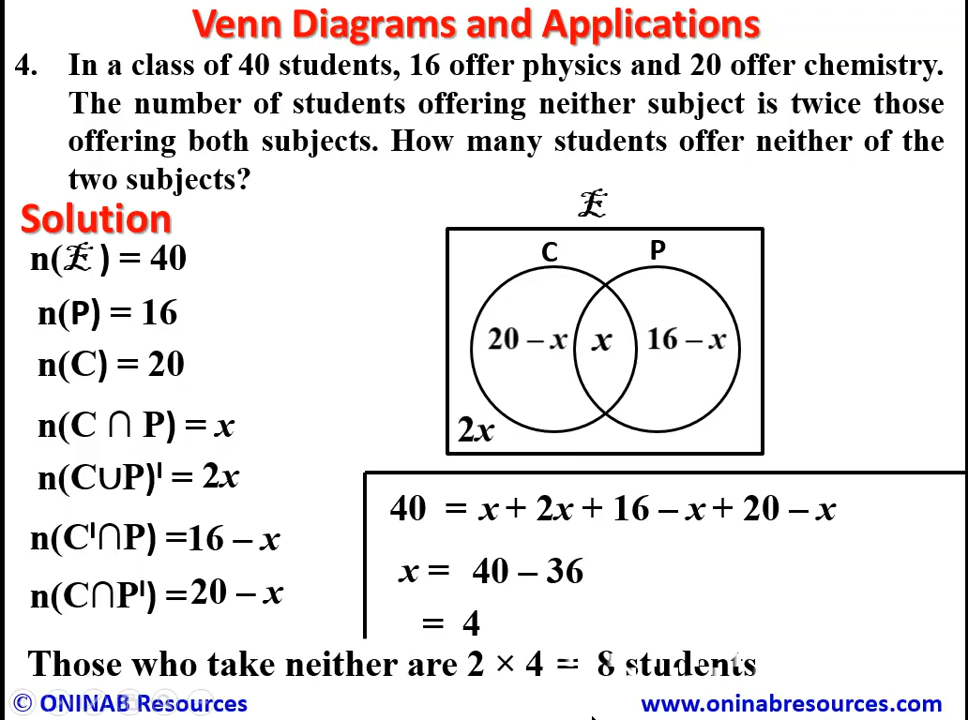 Venn Diagrams and Applications
4. In a class of 40 students, 16 offer physics and 20 offer chemistry.
The number of students offering neither subject is twice those
offering both subjects. How many students offer neither of the
two subjects?
Solution
ℰ
n(ℰ) = 40
C P
n(P) = 16
20 – x x 16 – x
n(C) = 20
n(C ∩ P) = x
2x
n(C∪P)ˡ = 2x
40 = x + 2x + 16 – x + 20 – x
n(Cˡ∩P) =16 – x
x = 40 – 36
n(C∩Pˡ) =20 – x
= 4
Those who take neither are 2 × 4 = 8 students
© ONINAB Resources www.oninabresources.com